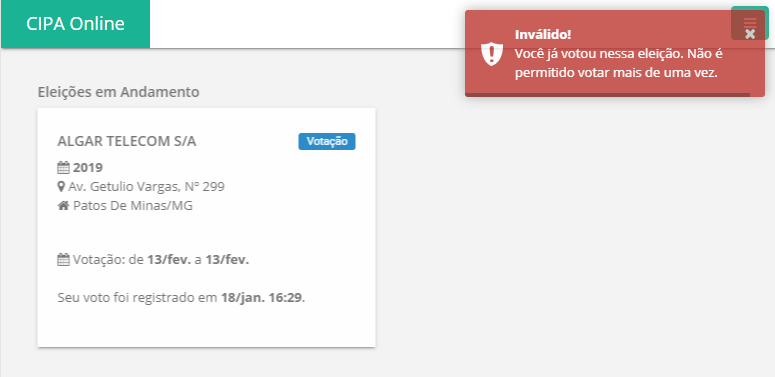 CIPA Online
Inválido!
Você já votou nessa eleição. Não é
permitido votar mais de uma vez.
Eleições em Andamento
ALGAR TELECOM S/A
Votação
2019
Av. Getulio Vargas, Nº 299
Patos De Minas/MG
Votação: de 13/fev. a 13/fev.
Seu voto foi registrado em 18/jan. 16:29.